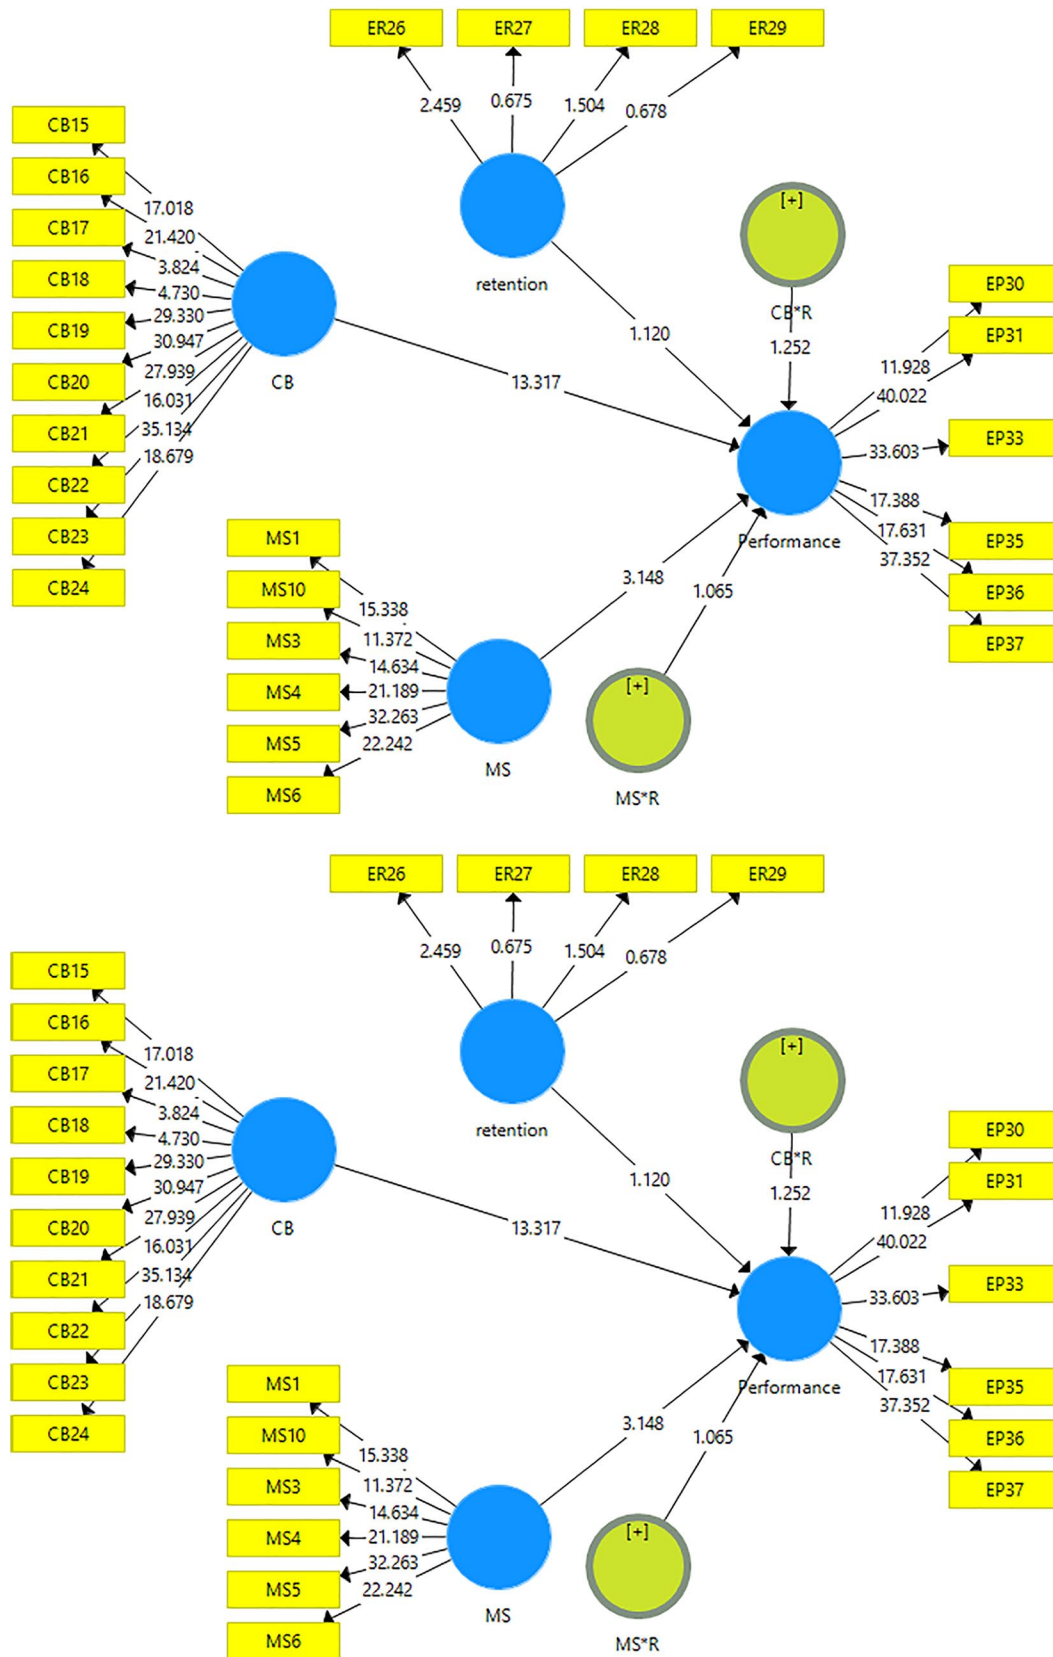 ER26
ER27
ER28
ER29
2.459
0.675
1.504
0.678
CB15
CB16
CB17
CB18
CB19
CB20
CB21
CB22
CB23
CB24
17.018
21.420
3.824
4.730
29.330
30.947
27.939
16.031
35.134
18.679
CB
retention
[+]
CB*R
1.120
1.252
13.317
EP30
EP31
EP33
EP35
EP36
EP37
11.928
40.022
33.603
17.388
17.631
37.352
Performance
3.148
1.065
MS1
MS10
MS3
MS4
MS5
MS6
15.338
11.372
14.634
21.189
32.263
22.242
MS
[+]
MS*R
ER26
ER27
ER28
ER29
2.459
0.675
1.504
0.678
CB15
CB16
CB17
CB18
CB19
CB20
CB21
CB22
CB23
CB24
17.018
21.420
3.824
4.730
29.330
30.947
27.939
16.031
35.134
18.679
CB
retention
[+]
CB*R
1.120
1.252
13.317
EP30
EP31
EP33
EP35
EP36
EP37
11.928
40.022
33.603
17.388
17.631
37.352
Performance
3.148
1.065
MS1
MS10
MS3
MS4
MS5
MS6
15.338
11.372
14.634
21.189
32.263
22.242
MS
[+]
MS*R